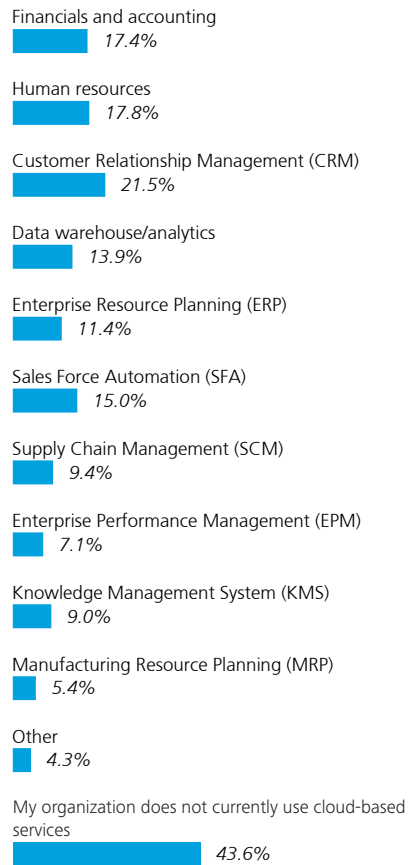 Financials and accounting
17.4%
Human resources
17.8%
Customer Relationship Management (CRM)
21.5%
Data warehouse/analytics
13.9%
Enterprise Resource Planning (ERP)
11.4%
Sales Force Automation (SFA)
15.0%
Supply Chain Management (SCM)
9.4%
Enterprise Performance Management (EPM)
7.1%
Knowledge Management System (KMS)
9.0%
Manufacturing Resource Planning (MRP)
5.4%
Other
4.3%
My organization does not currently use cloud-based
services
43.6%